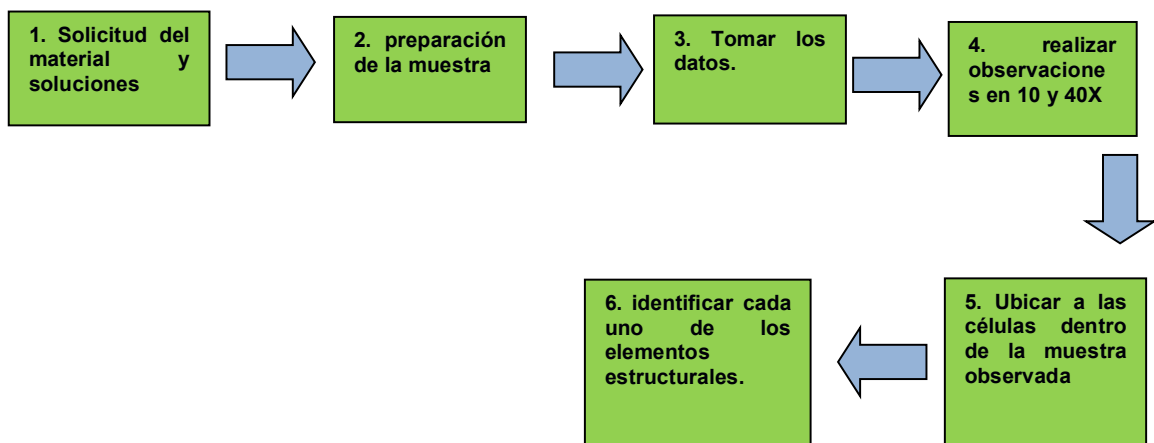 1. Solicitud del
material y
soluciones
2. preparación
de la muestra
3. Tomar los
datos.
4. realizar
observacione
s en 10 y 40X
5. Ubicar a las
células dentro
de la muestra
observada
6. identificar cada
uno de los
elementos
estructurales.